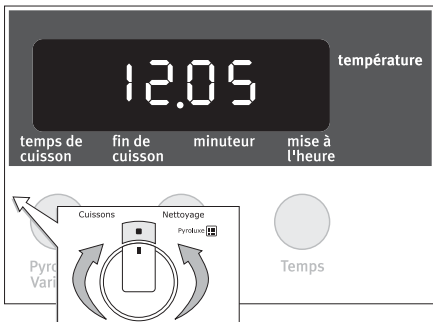 température
12.05
temps de cuisson
fin de cuisson
minuteur
mise à l'heure
Cuissons
Nettoyage
Pyroluxe
Temps